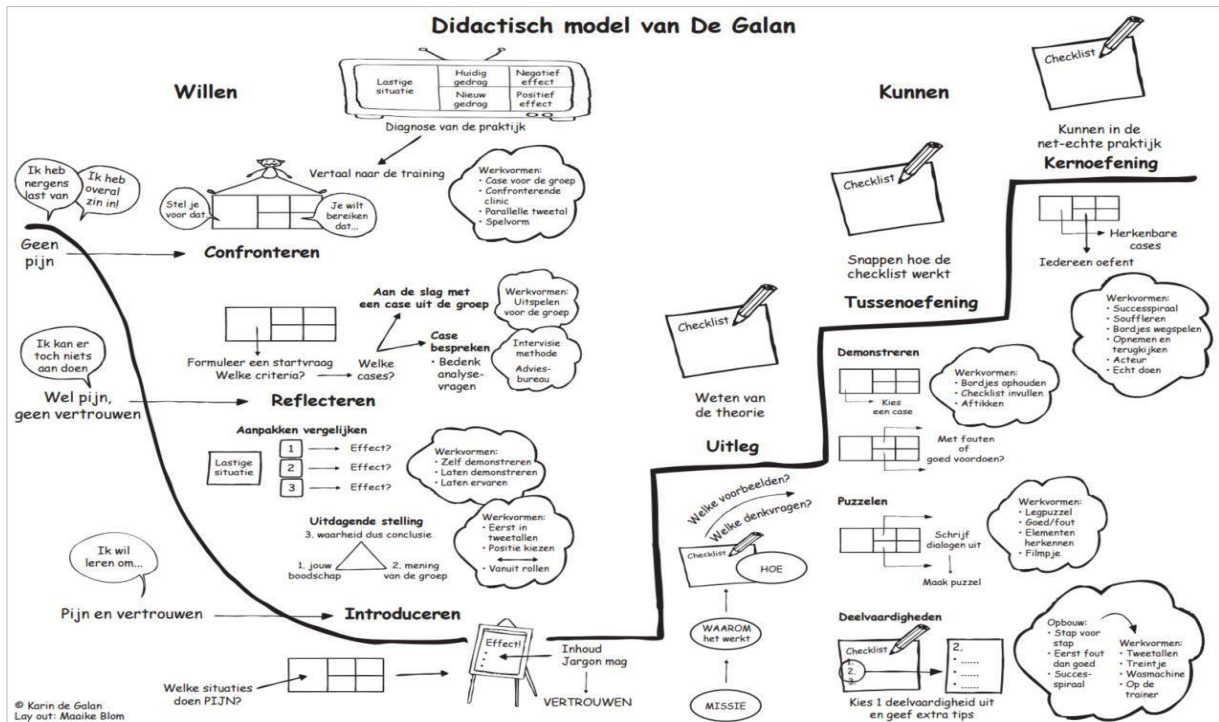 Didactisch model van De Galan
Willen
Lastige
situatie
Huidig
gedrag
Negatief
effect
Nieuw
gedrag
Positief
effect
Diagnose van de praktijk
Vertaal naar de training
Ik heb
nergens
last van
Ik heb
overal
zin in!
Stel je
voor dat..
Je wilt
bereiken
dat...
Werkvormen:
• Case voor de groep
• Confronterende
clinic
• Parallelle tweetal
• Spelvorm
Geen
pijn
Confronteren
Aan de slag met
een case uit de groep
Werkvormen:
Uitspelen
voor de groep
Formuleer een startvraag
Welke criteria?
Welke
cases?
Case
bespreken
• Bedenk
analyse-
vragen
Intervisie
methode
Advies-
bureau
Ik kan er
toch niets
aan doen
Wel pijn,
geen vertrouwen
Reflecteren
Aanpakken vergelijken
Lastige
situatie
1
Effect?
2
Effect?
3
Effect?
Werkvormen:
• Zelf demonstreren
• Laten demonstreren
• Laten ervaren
Uitdagende stelling
3. waarheid dus conclusie
1. jouw
boodschap
2. mening
van de groep
Werkvormen:
• Eerst in
tweetallen
• Positie kiezen
• Vanuit rollen
Ik wil
leren om...
Pijn en vertrouwen
Introduceren
Welke situaties
doen PIJN?
Effect!
Inhoud
Jargon mag
VERTROUWEN
© Karin de Galan
Lay out: Maaike Blom
Kunnen
Checklist
Kunnen in de
net-echte praktijk
Kernoefening
Herkenbare
cases
Iedereen oefent
Werkvormen:
• Successpiraal
• Souffleren
• Bordjes wegspelen
• Opnemen en
terugkijken
• Acteur
• Echt doen
Checklist
Snappen hoe de
checklist werkt
Tussenoefening
Demonstreren
Kies
een case
Werkvormen:
• Bordjes ophouden
• Checklist invullen
• Aftikken
Met fouten
of
goed voordoen?
Puzzelen
Schrijf
dialogen uit
Maak puzzel
Werkvormen:
• Legpuzzel
• Goed/fout
• Elementen
herkennen
• Filmpje
Deelvaardigheden
Checklist
1.
2.
3.
2.
Kies 1 deelvaardigheid uit
en geef extra tips
Opbouw:
• Stap voor
stap
• Eerst fout
dan goed
• Succes-
spiraal
Werkvormen:
• Tweetallen
• Treintje
• Wasmachine
• Op de
trainer
Checklist
Weten van
de theorie
Uitleg
Welke voorbeelden?
Welke denkvragen?
Checklist
HOE
WAAROM
het werkt
MISSIE